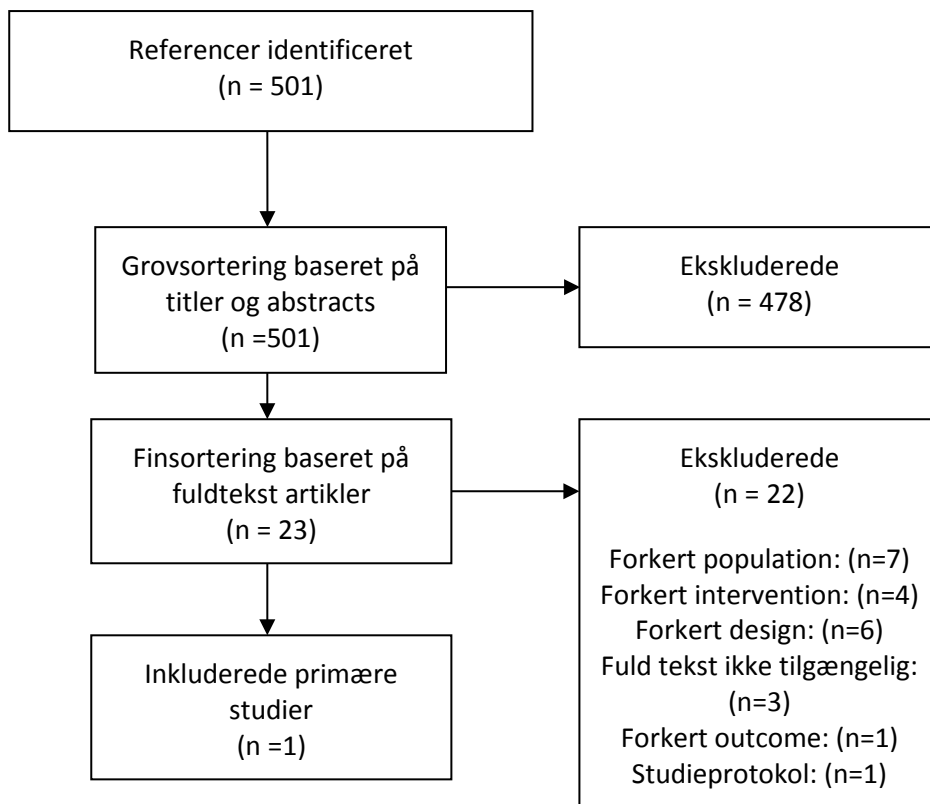 Referencer identificeret
(n = 501)
Grovsortering baseret på
titler og abstracts
(n =501)
Ekskluderede
(n = 478)
Finsortering baseret på
fuldtekst artikler
(n = 23)
Ekskluderede
(n = 22)
Forkert population: (n=7)
Forkert intervention: (n=4)
Forkert design: (n=6)
Fuld tekst ikke tilgængelig:
(n=3)
Forkert outcome: (n=1)
Studieprotokol: (n=1)
Inkluderede primære
studier
(n =1)